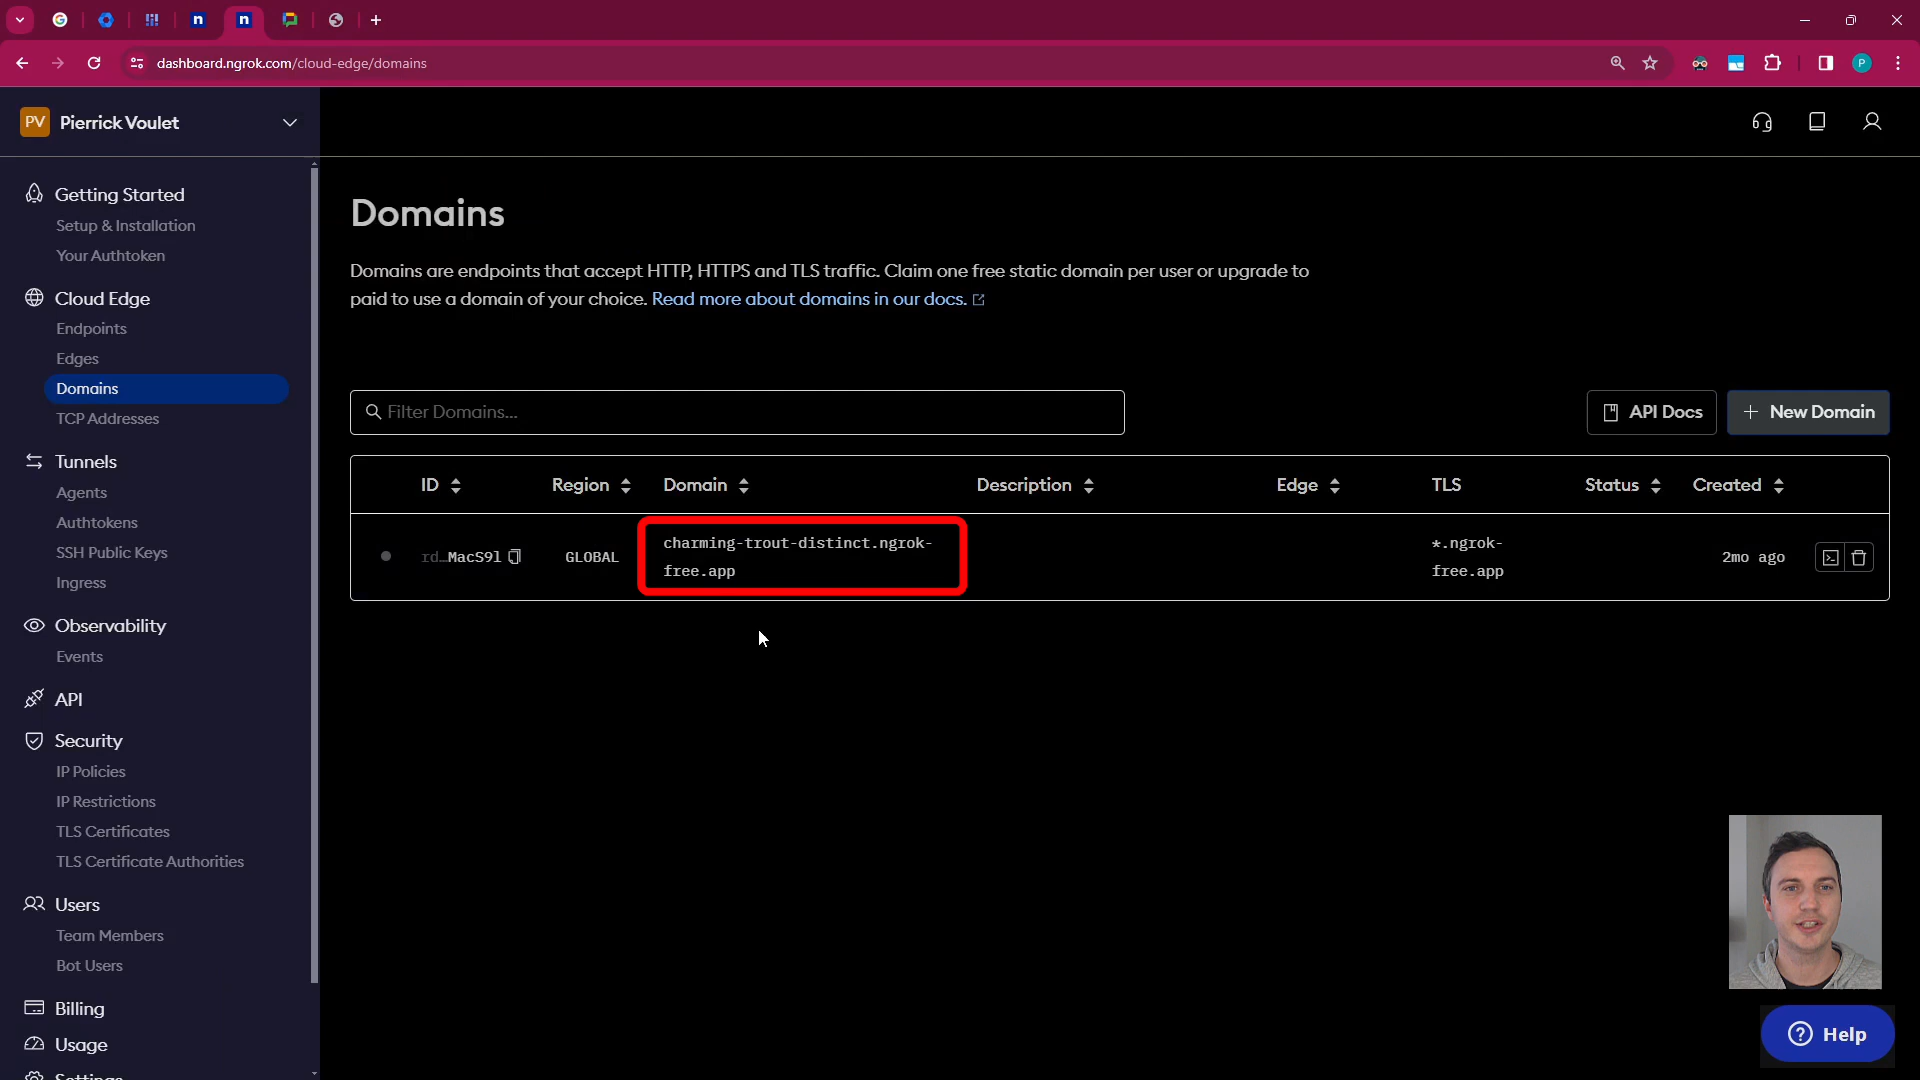 dashboard.ngrok.com/cloud-edge/domains
P
PV Pierrick Voulet
Getting Started
Setup & Installation
Your Authtoken
Cloud Edge
Endpoints
Edges
Domains
TCP Addresses
Tunnels
Agents
Authtokens
SSH Public Keys
Ingress
Observability
Events
API
Security
IP Policies
IP Restrictions
TLS Certificates
TLS Certificate Authorities
Users
Team Members
Bot Users
Billing
Usage
Settings
Domains
Domains are endpoints that accept HTTP, HTTPS and TLS traffic. Claim one free static domain per user or upgrade to
paid to use a domain of your choice. Read more about domains in our docs.
Filter Domains...
API Docs
+ New Domain
ID Region Domain Description Edge TLS Status Created
rd…MacS9l GLOBAL charming-trout-distinct.ngrok- *.ngrok- 2mo ago
free.app free.app
Help